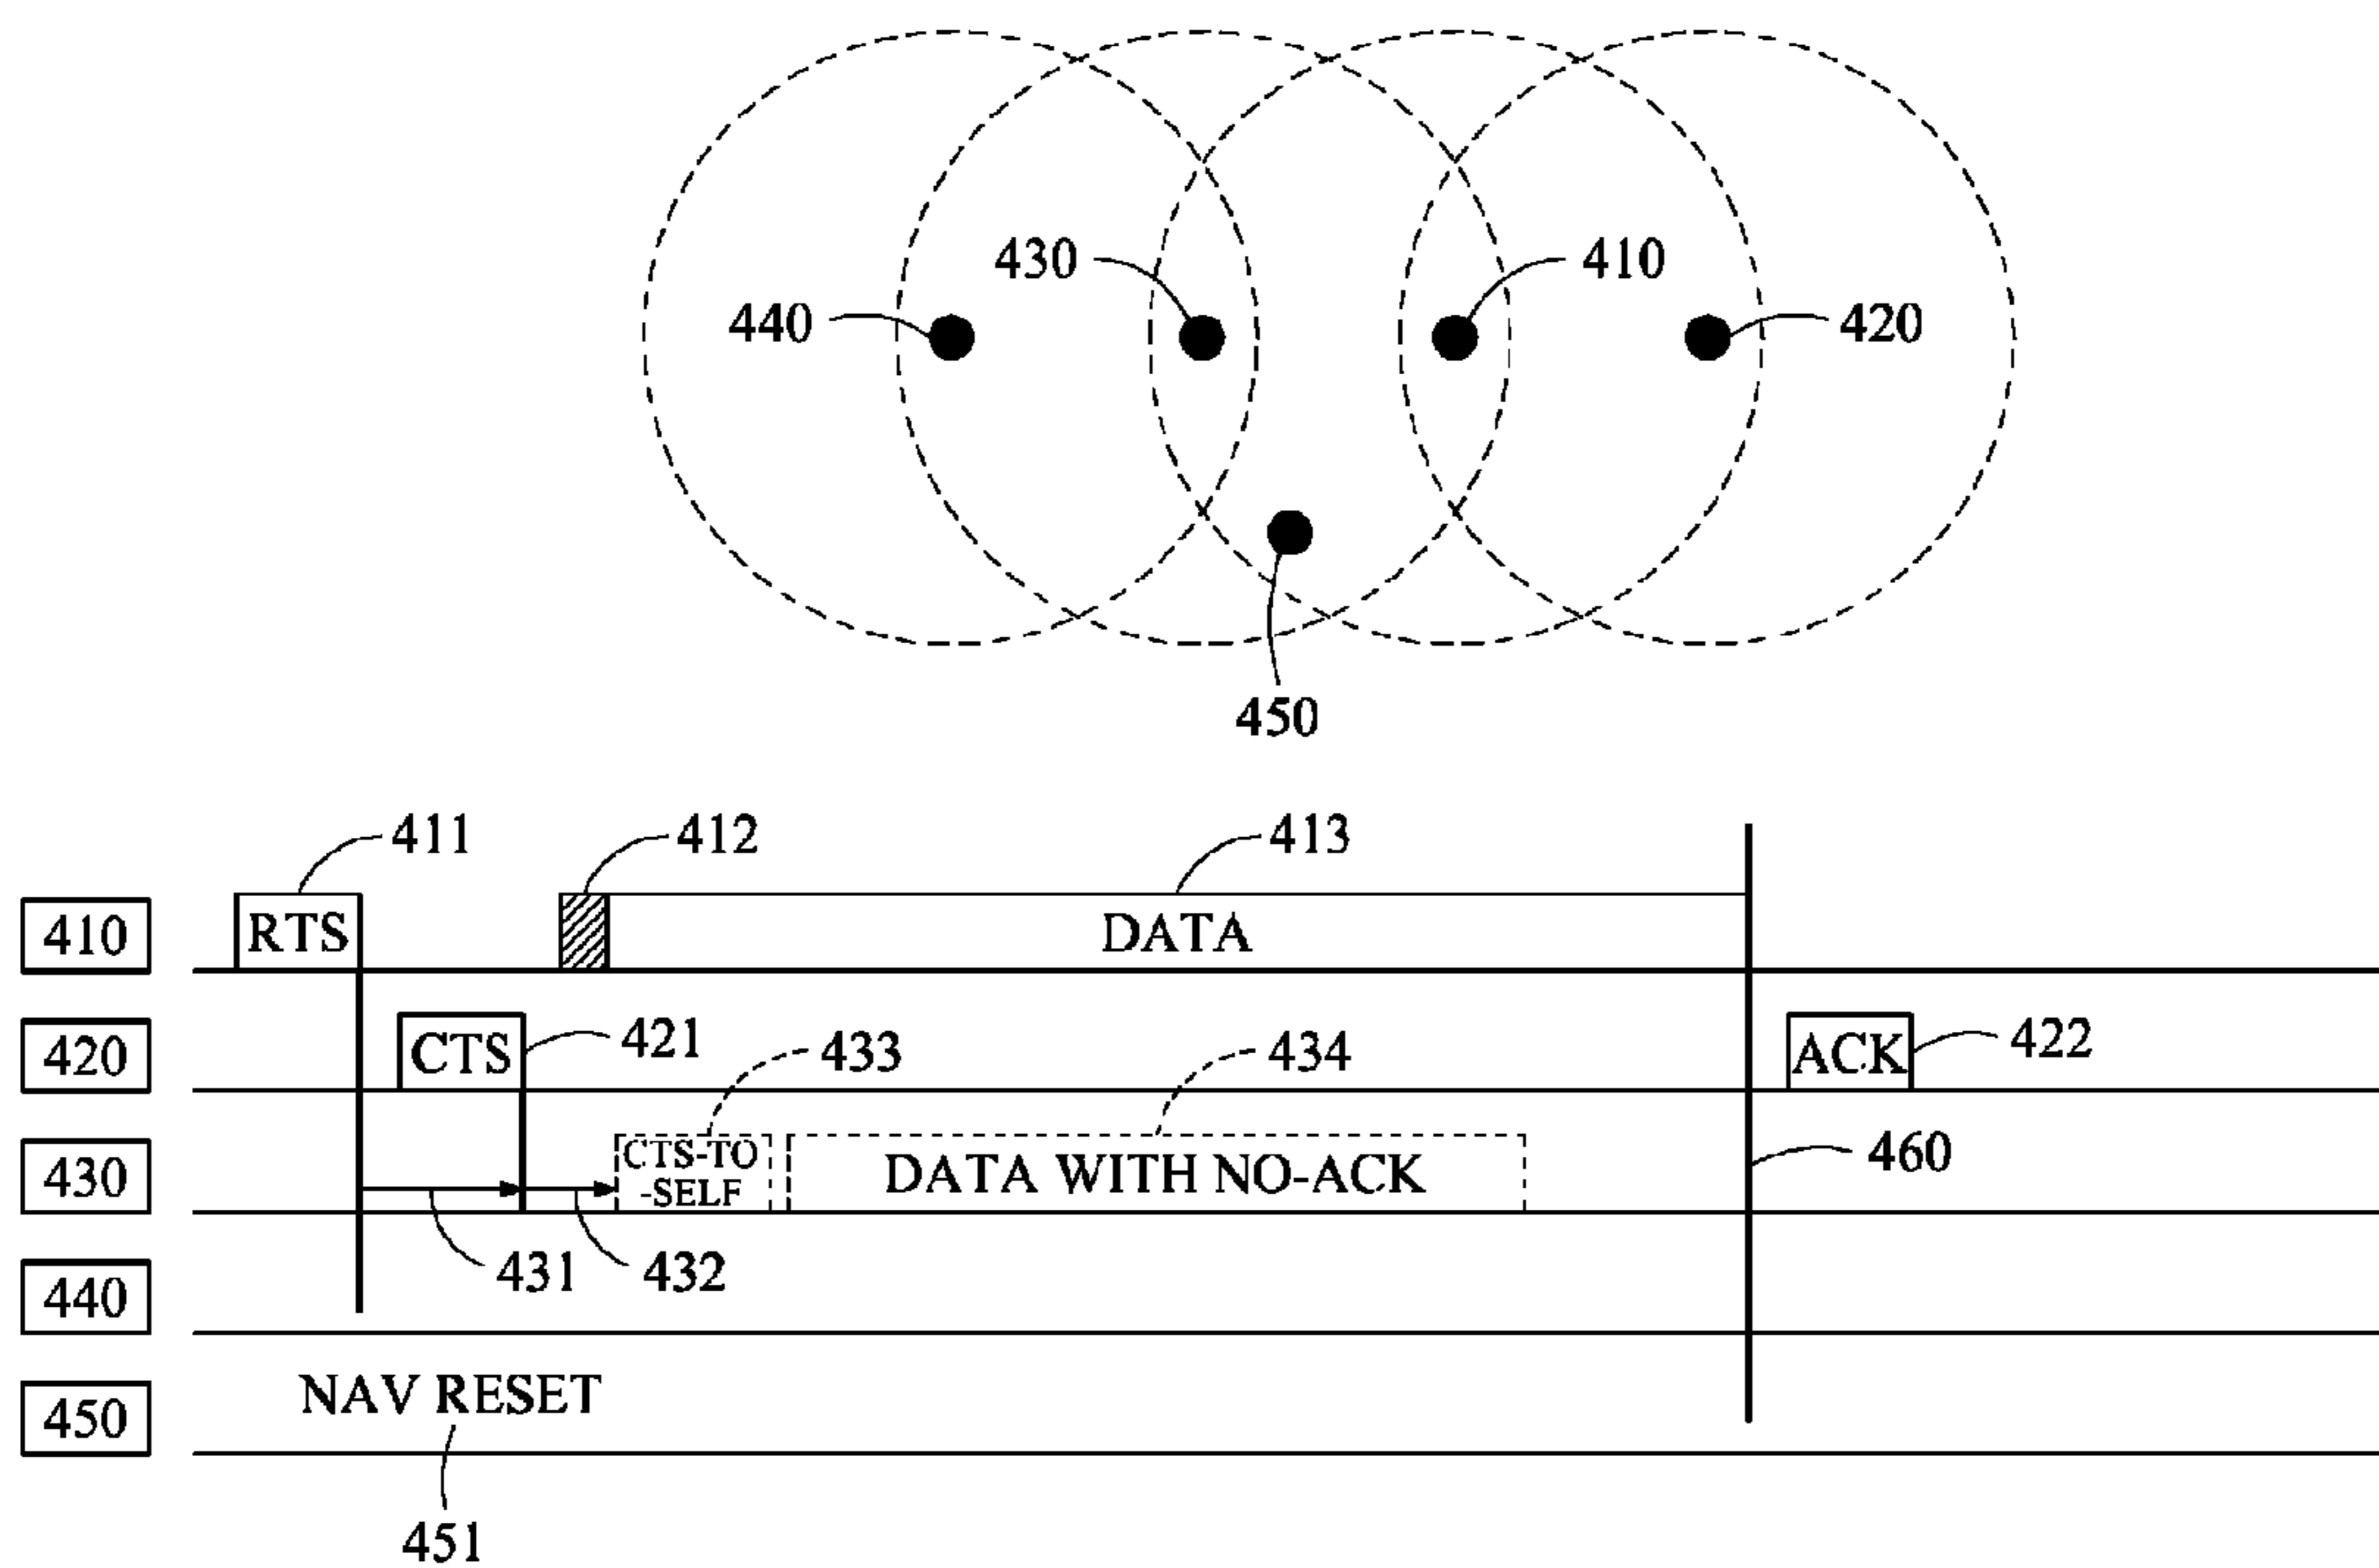 430
410
440
420
450
411
412
413
410
RTS
DATA
420
CTS
421
433
434
ACK
422
430
CTS-TO
-SELF
DATA WITH NO-ACK
460
431
432
440
NAV RESET
450
451